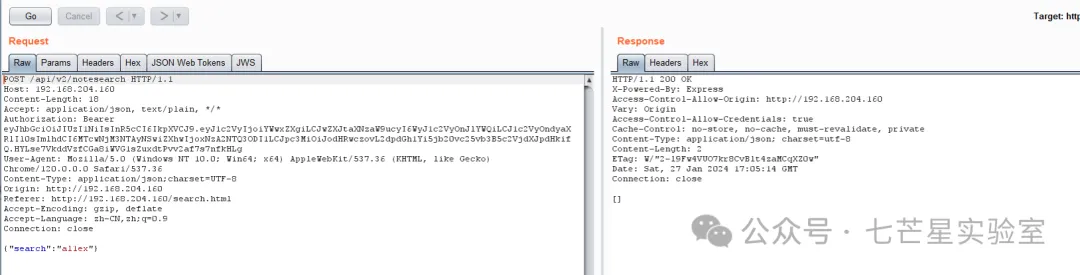 Go
Cancel
<
>
Target: http
Request
Raw
Params
Headers
Hex
JSON Web Tokens
JWS
POST /api/v2/notesearch HTTP/1.1
Host: 192.168.204.160
Content-Length: 18
Accept: application/json, text/plain, */*
Authorization: Bearer
User-Agent: Mozilla/5.0 (Windows NT 10.0; Win64; x64) AppleWebKit/537.36 (KHTML, like Gecko)
Chrome/120.0.0.0 Safari/537.36
Content-Type: application/json;charset=UTF-8
Origin: http://192.168.204.160
Referer: http://192.168.204.160/search.html
Accept-Encoding: gzip, deflate
Accept-Language: zh-CN,zh;q=0.9
Connection: close
{"search":"allex"}
Response
Raw
Headers
Hex
HTTP/1.1 200 OK
X-Powered-By: Express
Access-Control-Allow-Origin: http://192.168.204.160
Vary: Origin
Access-Control-Allow-Credentials: true
Cache-Control: no-store, no-cache, must-revalidate, private
Content-Type: application/json; charset=utf-8
Content-Length: 2
Date: Sat, 27 Jan 2024 17:05:14 GMT
Connection: close
[]
公众号 · 七芒星实验室